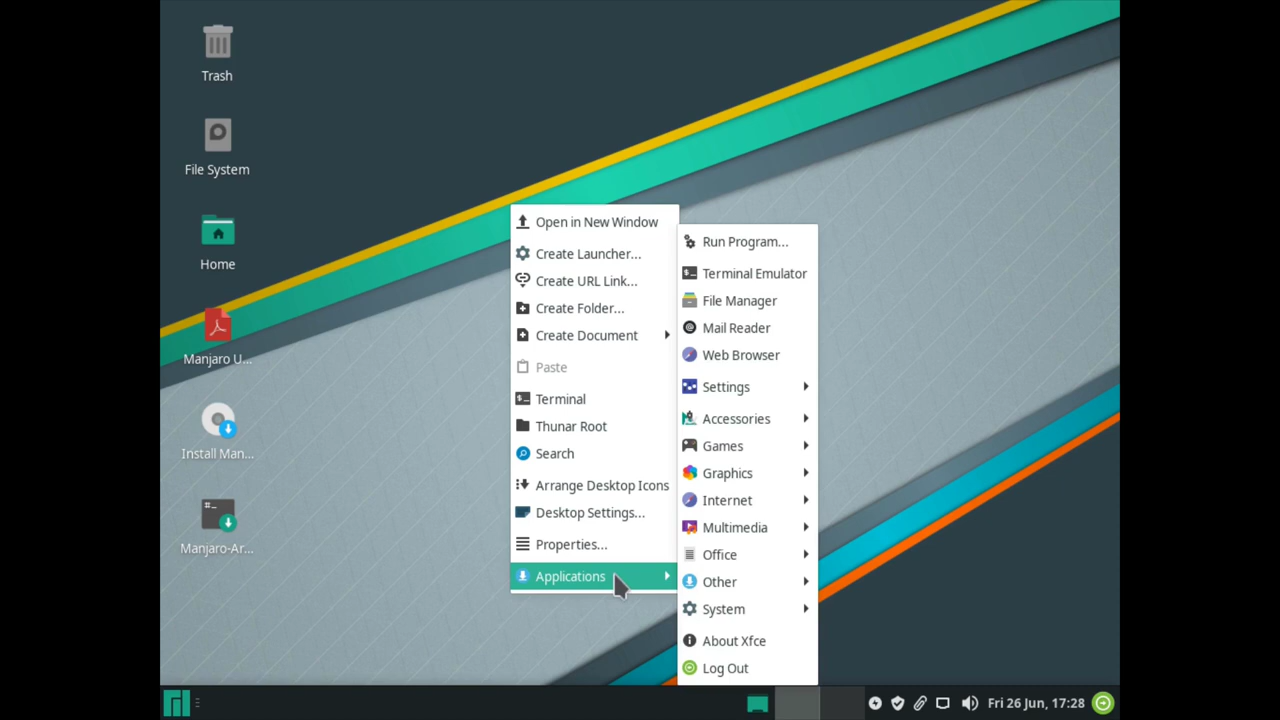 Trash
File System
Home
Manjaro U...
Install Man...
Manjaro-Ar...
Open in New Window
Create Launcher...
Create URL Link...
Create Folder...
Create Document
Paste
Terminal
Thunar Root
Search
Arrange Desktop Icons
Desktop Settings...
Properties...
Applications
Run Program...
Terminal Emulator
File Manager
Mail Reader
Web Browser
Settings
Accessories
Games
Graphics
Internet
Multimedia
Office
Other
System
About Xfce
Log Out
Fri 26 Jun, 17:28